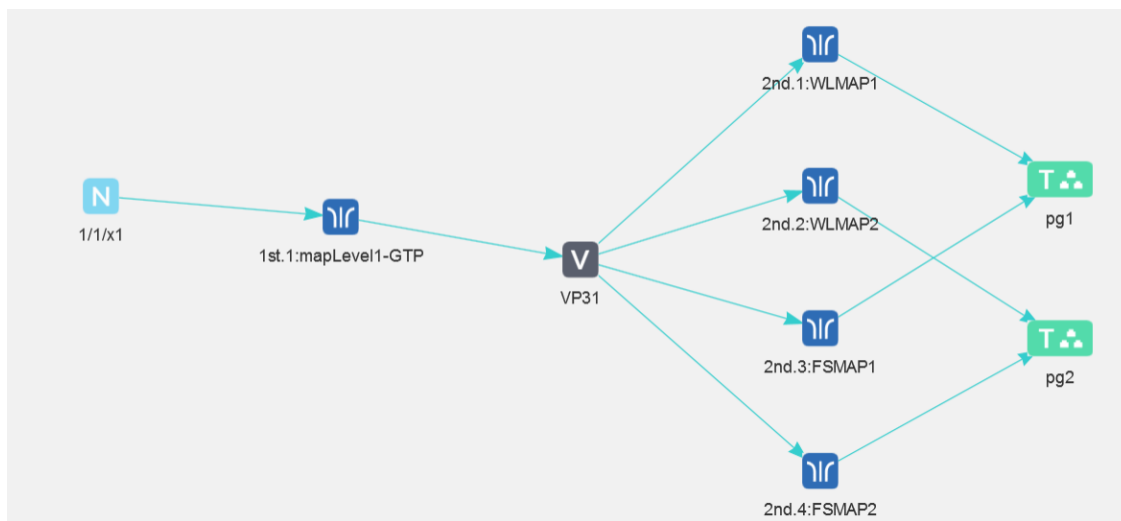 2nd.1:WLMAP1
N
1/1/x1
1st.1:mapLevel1-GTP
V
VP31
2nd.2:WLMAP2
2nd.3:FSMAP1
2nd.4:FSMAP2
T
pg1
T
pg2